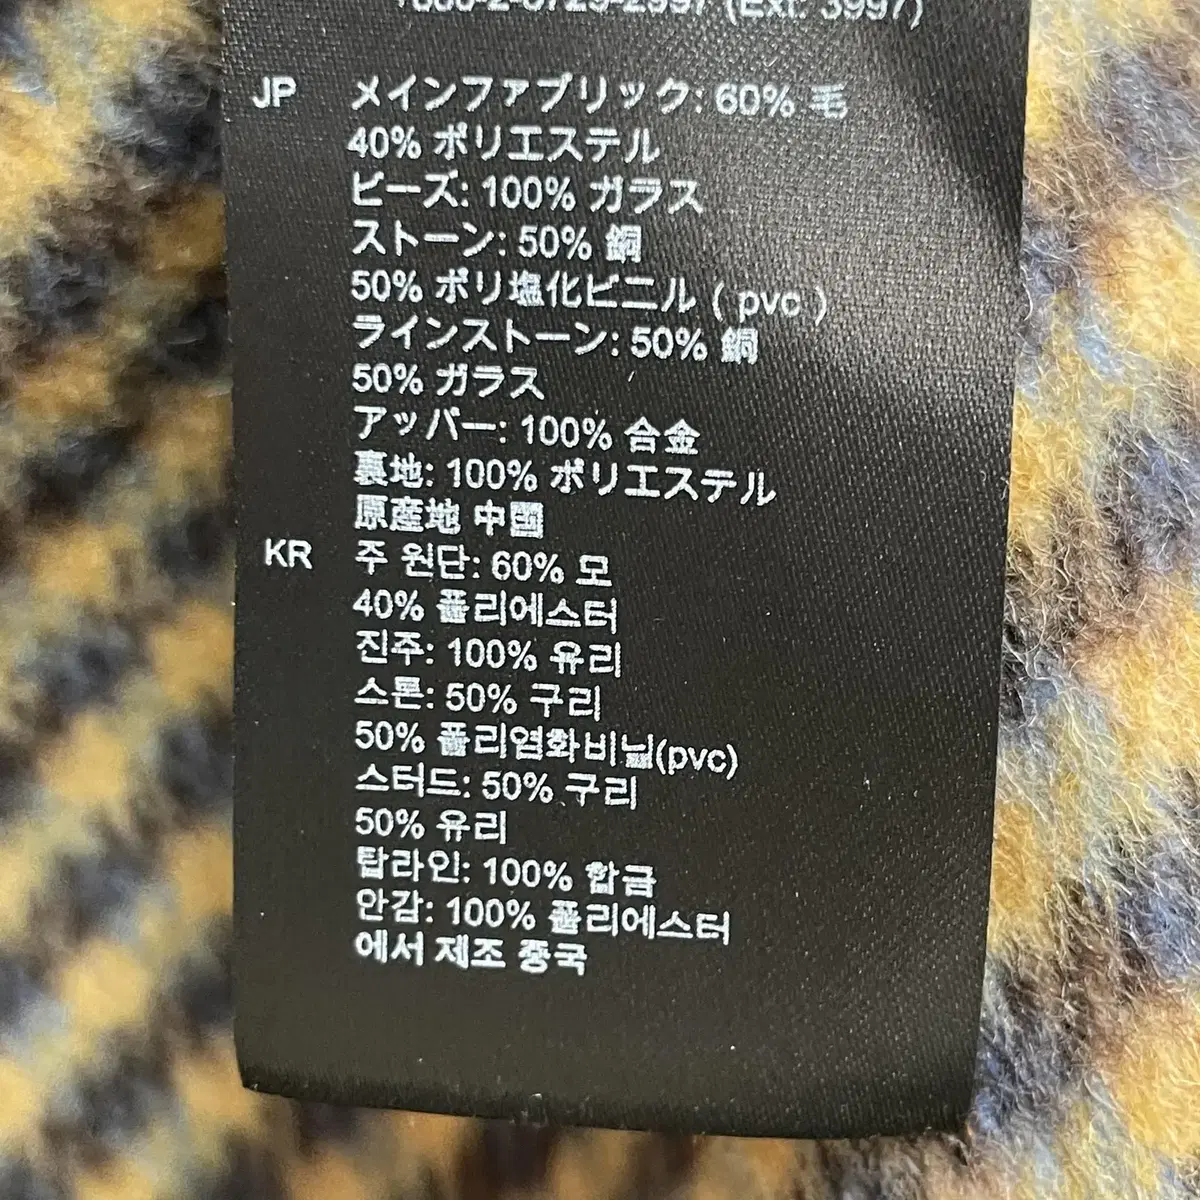 1000-2-0729-2997 (Ext. 3997)
JP メインファブリック: 60% 毛
40% ポリエステル
ビーズ: 100% ガラス
ストーン: 50% 銅
50% ポリ塩化ビニル ( pvc )
ラインストーン: 50% 銅
50% ガラス
アッパー: 100% 合金
裏地: 100% ポリエステル
原産地 中国
KR 주 원단: 60% 모
40% 폴리에스터
진주: 100% 유리
스톤: 50% 구리
50% 폴리염화비닐(pvc)
스터드: 50% 구리
50% 유리
탑라인: 100% 합금
안감: 100% 폴리에스터
에서 제조 중국